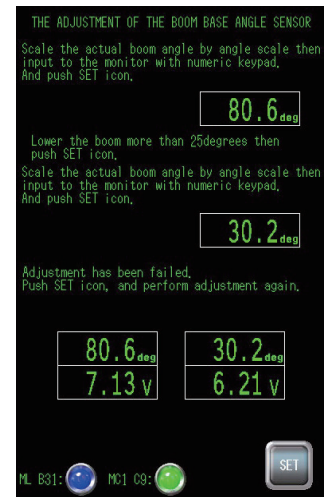 THE ADJUSTMENT OF THE BOOM BASE ANGLE SENSOR
Scale the actual boom angle by angle scale then
input to the monitor with numeric keypad.
And push SET icon.
80.6deg
Lower the boom more than 25degrees then
push SET icon.
Scale the actual boom angle by angle scale then
input to the monitor with numeric keypad.
And push SET icon.
30.2deg
Adjustment has been failed.
Push SET icon, and perform adjustment again.
80.6deg 30.2deg
7.13 v 6.21 v
ML B31: MC1 C9: SET